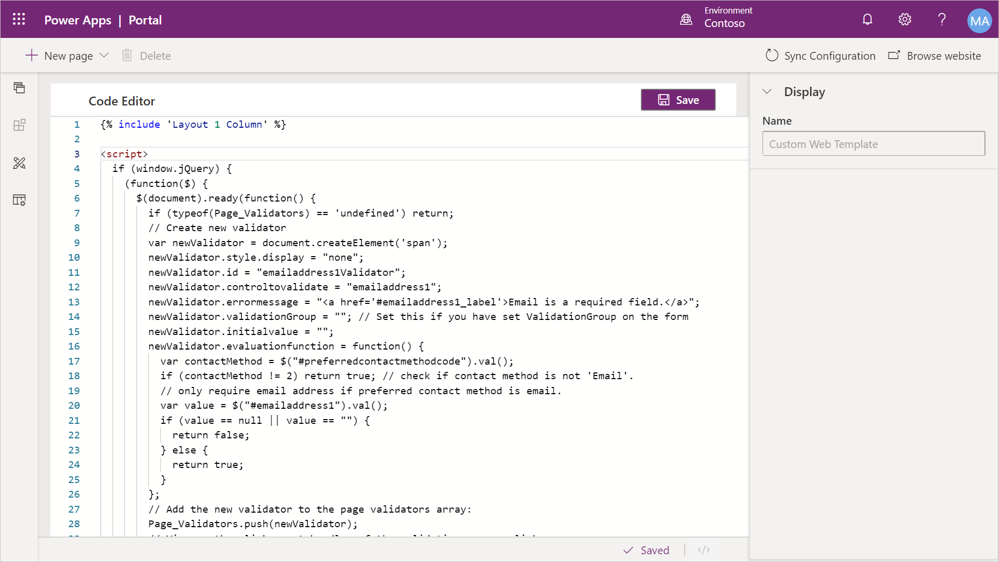 Power Apps | Portal
Environment
Contoso
?
MA
New page
Delete
Sync Configuration
Browse website
Code Editor
Save
1 {% include 'Layout 1 Column' %}
2
3 <script>
4 if (window.jQuery) {
5 (function($) {
6 $(document).ready(function() {
7 if (typeof(Page_Validators) == 'undefined') return;
8 // Create new validator
9 var newValidator = document.createElement('span');
10 newValidator.style.display = "none";
11 newValidator.id = "emailaddress1Validator";
12 newValidator.controltovalidate = "emailaddress1";
13 newValidator.errormessage = "<a href='#emailaddress1_label'>Email is a required field.</a>";
14 newValidator.validationGroup = ""; // Set this if you have set ValidationGroup on the form
15 newValidator.initialvalue = "";
16 newValidator.evaluationfunction = function() {
17 var contactMethod = $("#preferredcontactmethodcode").val();
18 if (contactMethod != 2) return true; // check if contact method is not 'Email'.
19 // only require email address if preferred contact method is email.
20 var value = $("#emailaddress1").val();
21 if (value == null || value == "") {
22 return false;
23 } else {
24 return true;
25 }
26 };
27 // Add the new validator to the page validators array:
28 Page_Validators.push(newValidator);
Saved | </>
Display
Name
Custom Web Template